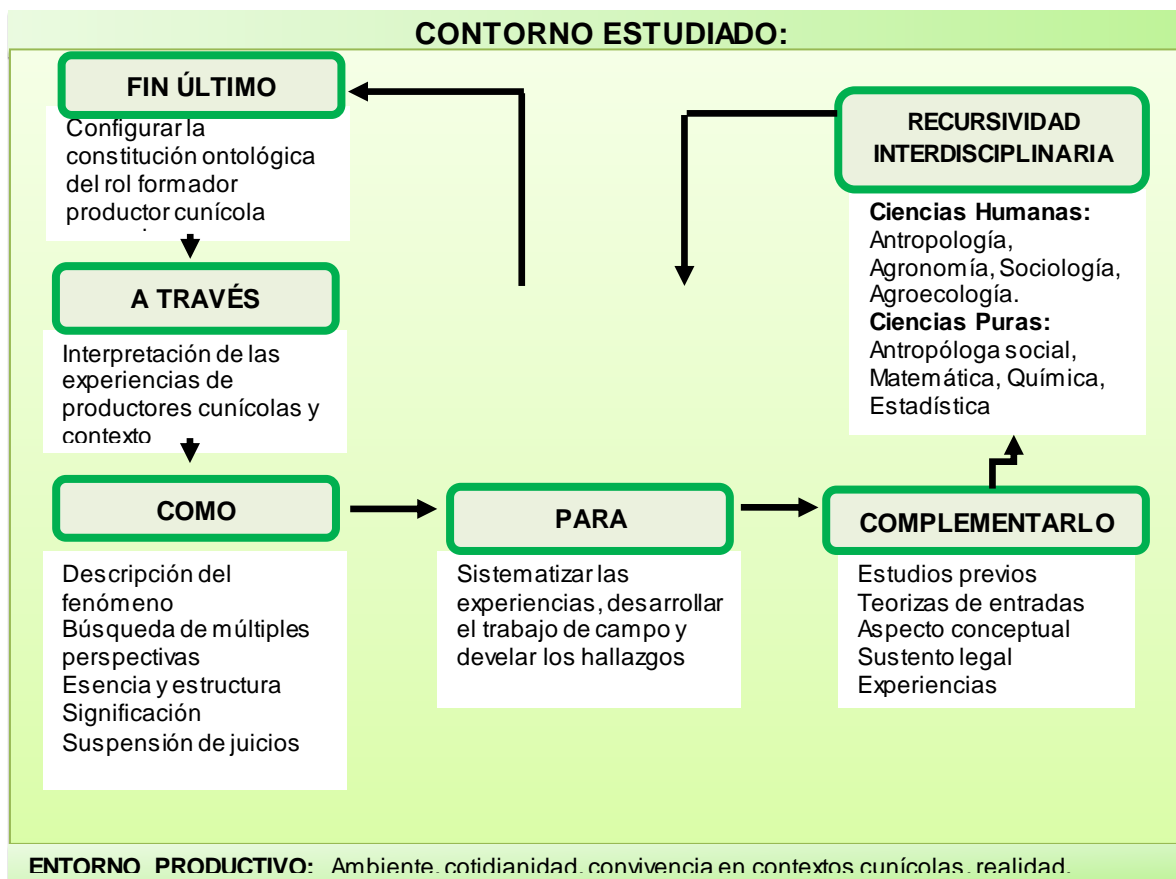 CONTORNO ESTUDIADO:
FIN ÚLTIMO
Configurar la
constitución ontológica
del rol formador
productor cunícola
A TRAVÉS
Interpretación de las
experiencias de
productores cunícolas y
contexto
COMO
Descripción del
fenómeno
Búsqueda de múltiples
perspectivas
Esencia y estructura
Significación
Suspensión de juicios
PARA
Sistematizar las
experiencias, desarrollar
el trabajo de campo y
develar los hallazgos
COMPLEMENTARLO
Estudios previos
Teorizas de entradas
Aspecto conceptual
Sustento legal
Experiencias
RECURSIVIDAD
INTERDISCIPLINARIA
Ciencias Humanas:
Antropología,
Agronomía, Sociología,
Agroecología.
Ciencias Puras:
Antropóloga social,
Matemática, Química,
Estadística
ENTORNO PRODUCTIVO: Ambiente, cotidianidad, convivencia en contextos cunícolas, realidad.